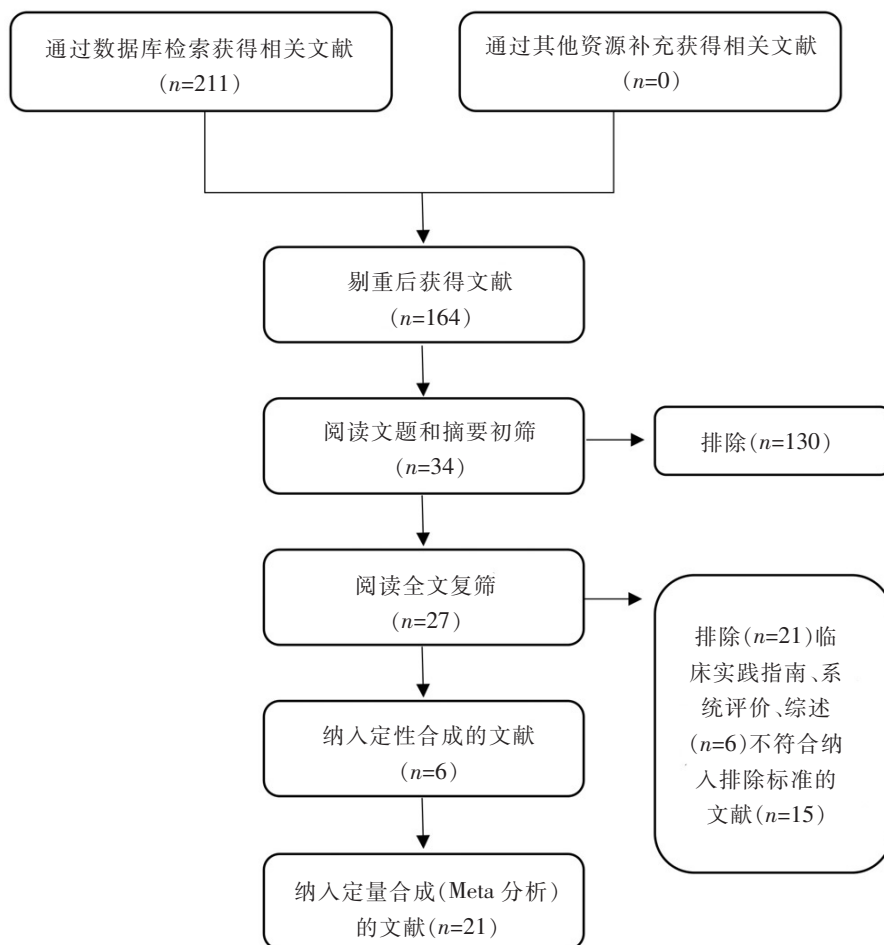 通过数据库检索获得相关文献
(n=211)
通过其他资源补充获得相关文献
(n=0)
剔重后获得文献
(n=164)
阅读文题和摘要初筛
(n=34)
排除(n=130)
阅读全文复筛
(n=27)
排除(n=21)临
床实践指南、系
统评价、综述
(n=6)不符合纳
入排除标准的
文献(n=15)
纳入定性合成的文献
(n=6)
纳入定量合成(Meta 分析)
的文献(n=21)